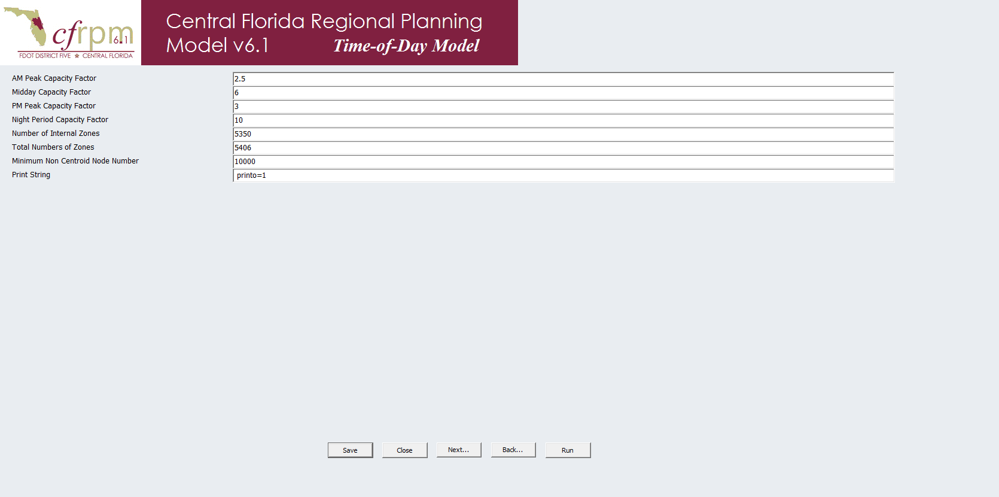 cfrpm 6.1
FDOT DISTRICT FIVE ★ CENTRAL FLORIDA
Central Florida Regional Planning
Model v6.1 Time-of-Day Model
AM Peak Capacity Factor 2.5
Midday Capacity Factor 6
PM Peak Capacity Factor 3
Night Period Capacity Factor 10
Number of Internal Zones 5350
Total Numbers of Zones 5406
Minimum Non Centroid Node Number 10000
Print String printo=1
Save Close Next... Back... Run